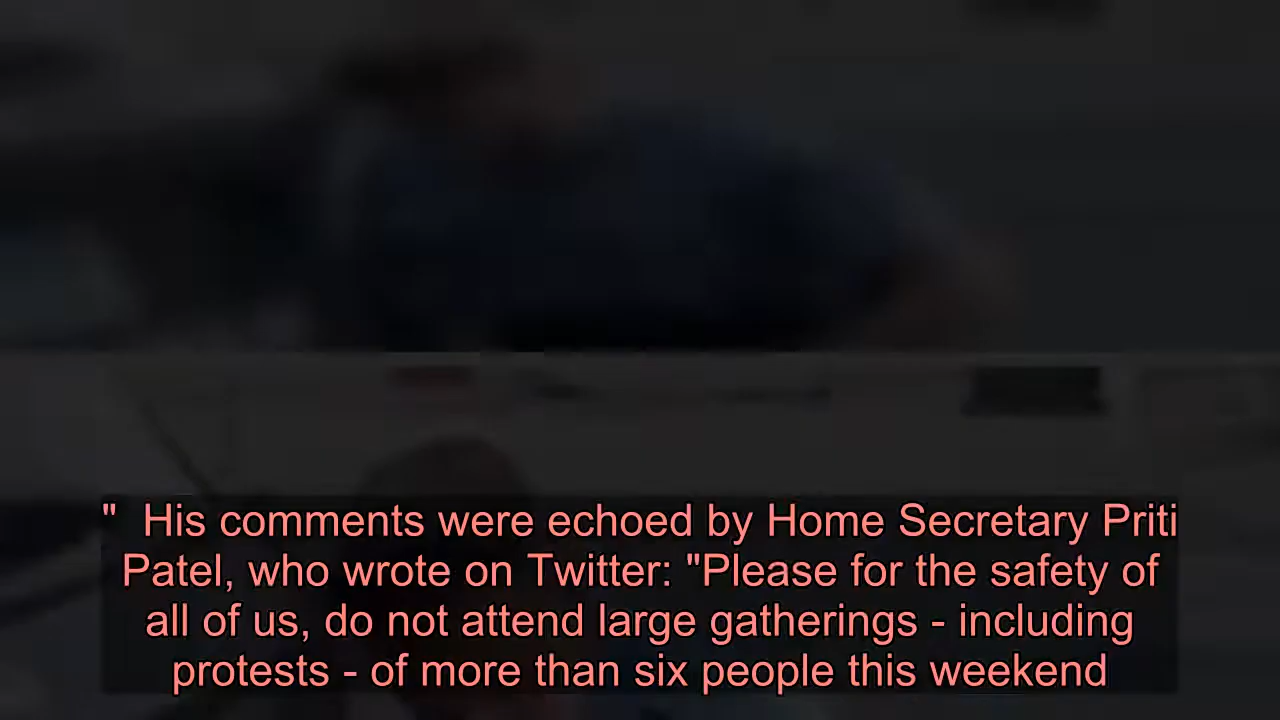 "  His comments were echoed by Home Secretary Priti
Patel, who wrote on Twitter: "Please for the safety of
all of us, do not attend large gatherings - including
protests - of more than six people this weekend